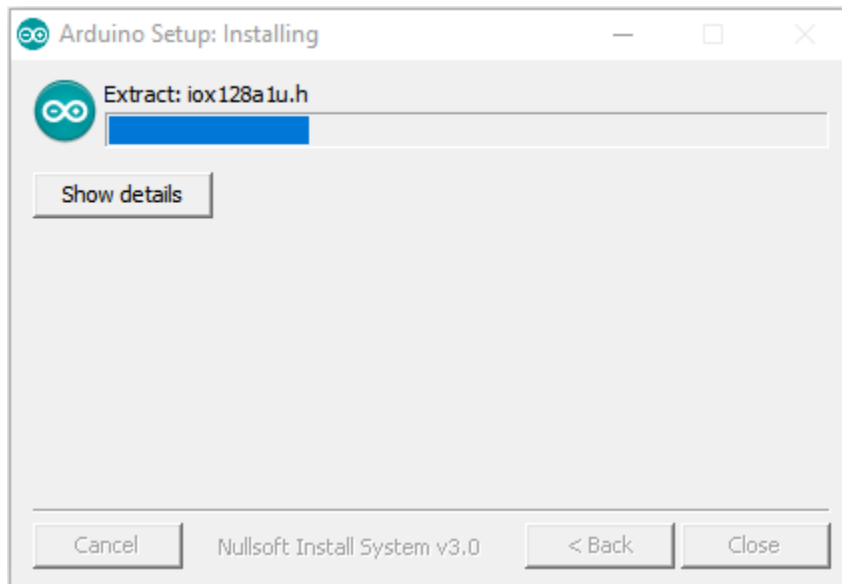 Arduino Setup: Installing
Extract: iox128a1u.h
Show details
Cancel
Nullsoft Install System v3.0
< Back
Close